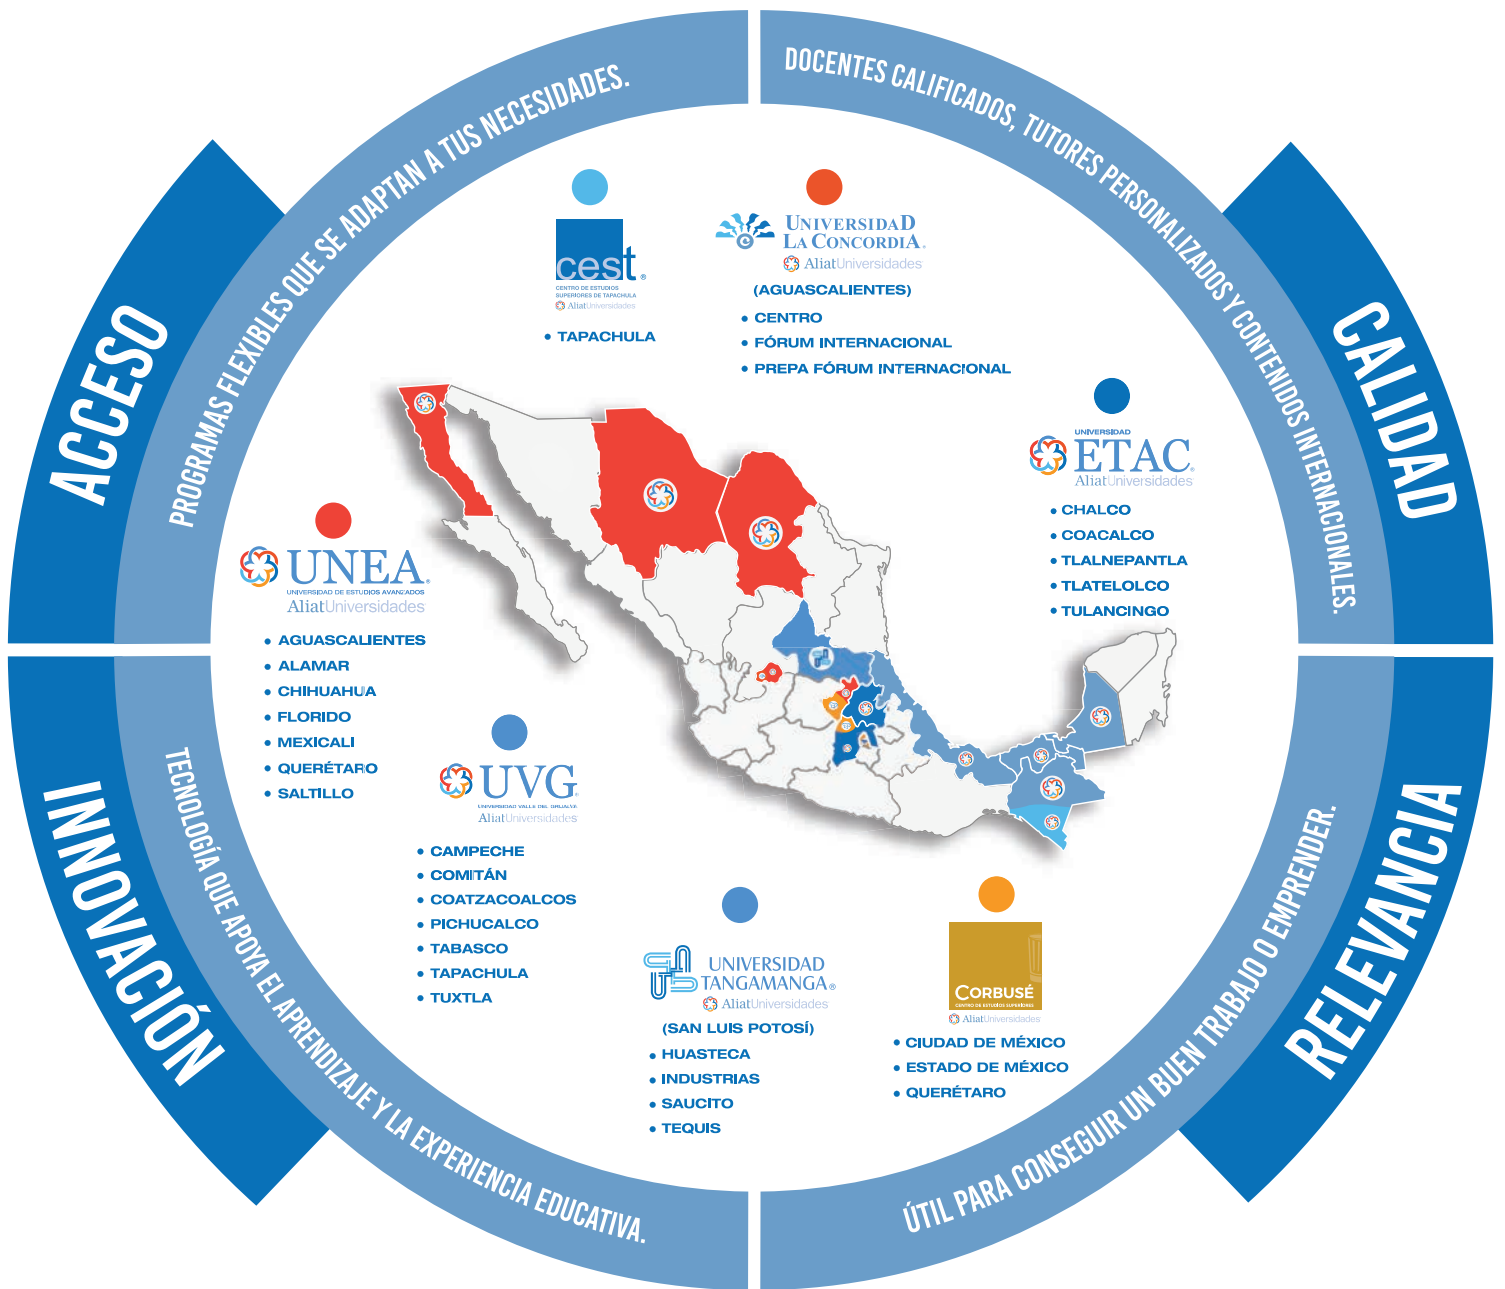 ACCESO
PROGRAMAS FLEXIBLES QUE SE ADAPTAN A TUS NECESIDADES.
CALIDAD
DOCENTES CALIFICADOS, TUTORES PERSONALIZADOS Y CONTENIDOS INTERNACIONALES.
cest®
CENTRO DE ESTUDIOS
SUPERIORES DE TAPACHULA
AliatUniversidades
• TAPACHULA
UNIVERSIDAD
LA CONCORDIA®
AliatUniversidades
(AGUASCALIENTES)
• CENTRO
• FÓRUM INTERNACIONAL
• PREPA FÓRUM INTERNACIONAL
UNIVERSIDAD
ETAC®
AliatUniversidades
• CHALCO
• COACALCO
• TLALNEPANTLA
• TLATELOLCO
• TULANCINGO
UNEA®
UNIVERSIDAD DE ESTUDIOS AVANZADOS
AliatUniversidades
• AGUASCALIENTES
• ALAMAR
• CHIHUAHUA
• FLORIDO
• MEXICALI
• QUERÉTARO
• SALTILLO
UVG®
UNIVERSIDAD VALLE DEL GRIJALVA
AliatUniversidades
• CAMPECHE
• COMITÁN
• COATZACOALCOS
• PICHUCALCO
• TABASCO
• TAPACHULA
• TUXTLA
UNIVERSIDAD
TANGAMANGA®
AliatUniversidades
(SAN LUIS POTOSÍ)
• HUASTECA
• INDUSTRIAS
• SAUCITO
• TEQUIS
CORBUSÉ
CENTRO DE ESTUDIOS SUPERIORES
AliatUniversidades
• CIUDAD DE MÉXICO
• ESTADO DE MÉXICO
• QUERÉTARO
INNOVACIÓN
TECNOLOGÍA QUE APOYA EL APRENDIZAJE Y LA EXPERIENCIA EDUCATIVA.
RELEVANCIA
ÚTIL PARA CONSEGUIR UN BUEN TRABAJO O EMPRENDER.